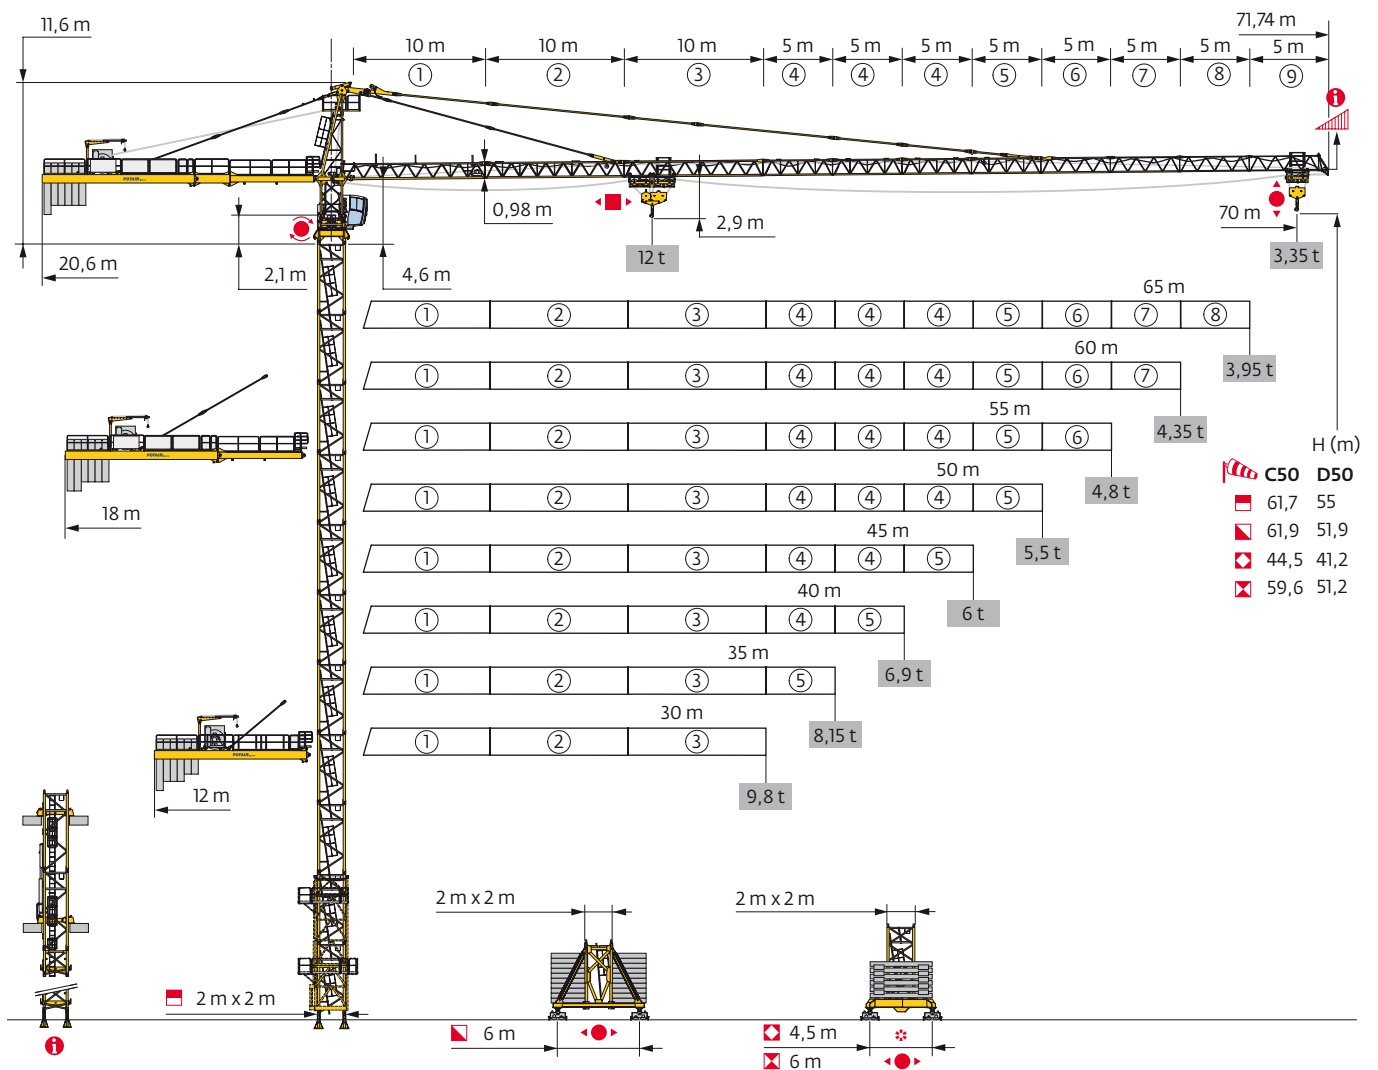 11,6 m
71,74 m
10 m 10 m 10 m 5 m 5 m 5 m 5 m 5 m 5 m 5 m 5 m
1 2 3 4 4 4 5 6 7 8 9
i
POTAIN
0,98 m
2,9 m
70 m
12 t
3,35 t
20,6 m
2,1 m
4,6 m
65 m
1 2 3 4 4 4 5 6 7 8
3,95 t
60 m
1 2 3 4 4 4 5 6 7
4,35 t
55 m
1 2 3 4 4 4 5 6
4,8 t
POTAIN
18 m
50 m
1 2 3 4 4 4 5
5,5 t
45 m
1 2 3 4 4 5
6 t
40 m
1 2 3 4 5
6,9 t
35 m
1 2 3 5
8,15 t
30 m
1 2 3
9,8 t
H (m)
C50 D50
61,7 55
61,9 51,9
44,5 41,2
59,6 51,2
POTAIN
12 m
2 m x 2 m
2 m x 2 m
2 m x 2 m
6 m
4,5 m
6 m
i